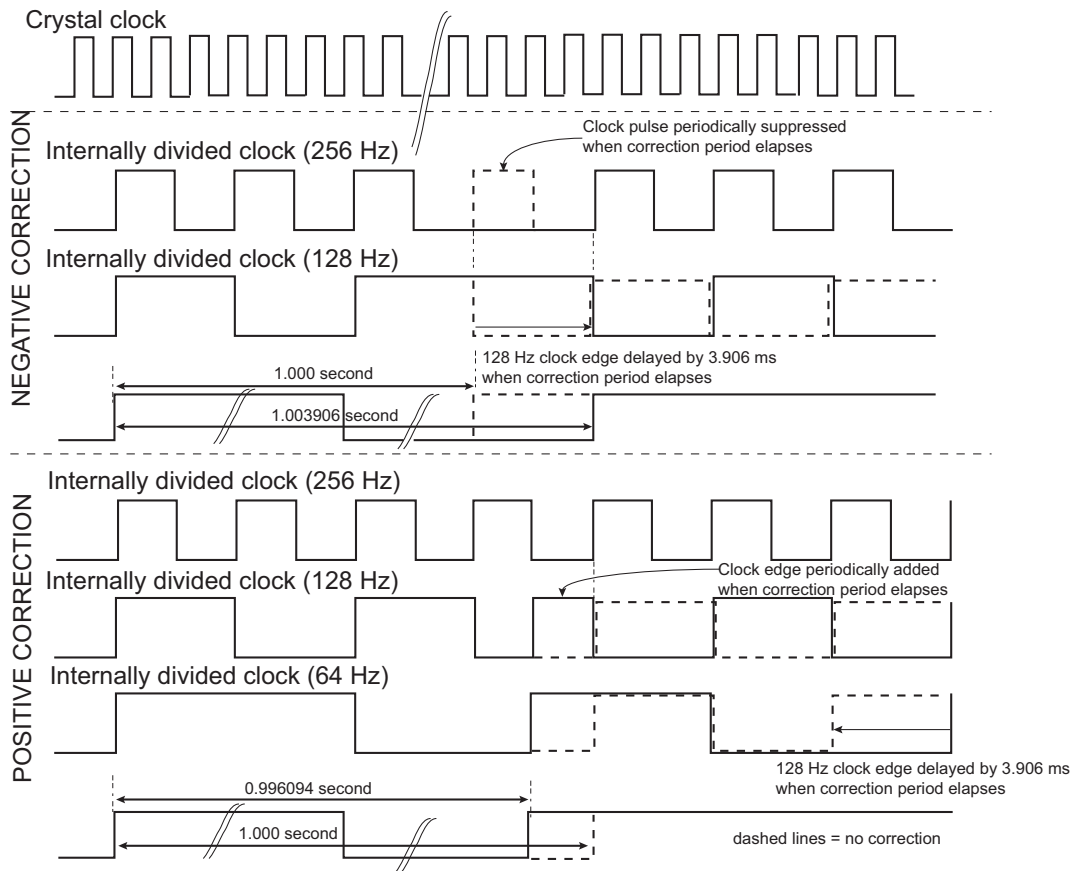 Crystal clock
NEGATIVE CORRECTION
Clock pulse periodically suppressed
when correction period elapses
Internally divided clock (256 Hz)
Internally divided clock (128 Hz)
128 Hz clock edge delayed by 3.906 ms
when correction period elapses
1.000 second
1.003906 second
POSITIVE CORRECTION
Internally divided clock (256 Hz)
Internally divided clock (128 Hz)
Clock edge periodically added
when correction period elapses
Internally divided clock (64 Hz)
128 Hz clock edge delayed by 3.906 ms
when correction period elapses
0.996094 second
1.000 second
dashed lines = no correction